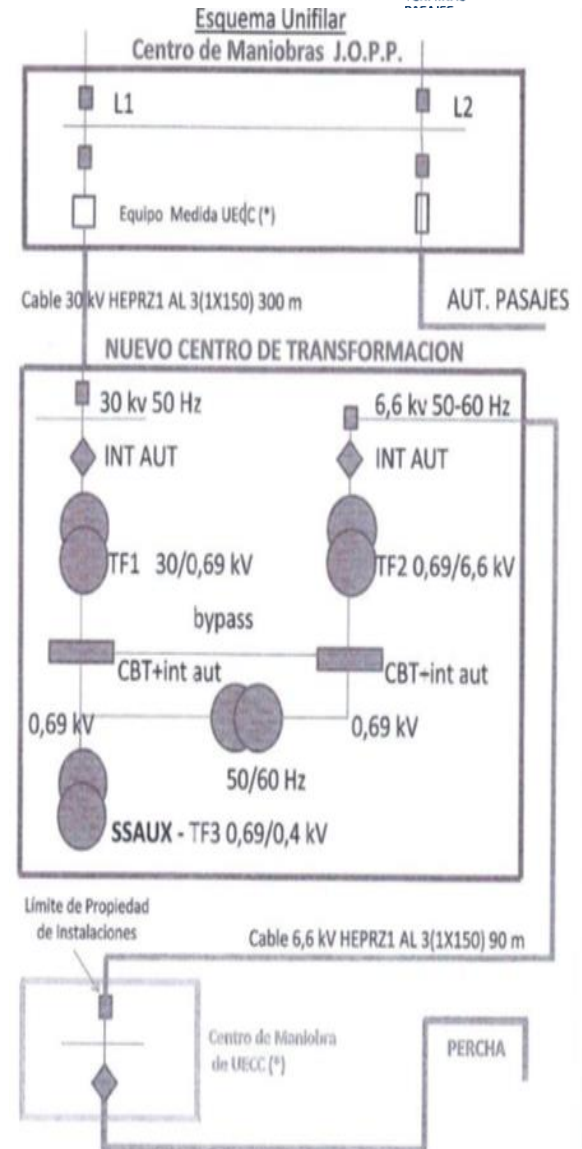 Esquema Unifilar
Centro de Maniobras J.O.P.P.
L1
L2
Equipo Medida UECC (*)
Cable 30 kV HEPRZ1 AL 3(1X150) 300 m
AUT. PASAJES
NUEVO CENTRO DE TRANSFORMACION
30 kv 50 Hz
6,6 kv 50-60 Hz
INT AUT
INT AUT
TF1 30/0,69 kV
TF2 0,69/6,6 kV
bypass
CBT+int aut
CBT+int aut
0,69 kV
0,69 kV
50/60 Hz
SSAUX - TF3 0,69/0,4 kV
Límite de Propiedad
de Instalaciones
Cable 6,6 kV HEPRZ1 AL 3(1X150) 90 m
Centro de Maniobra
de UECC (*)
PERCHA